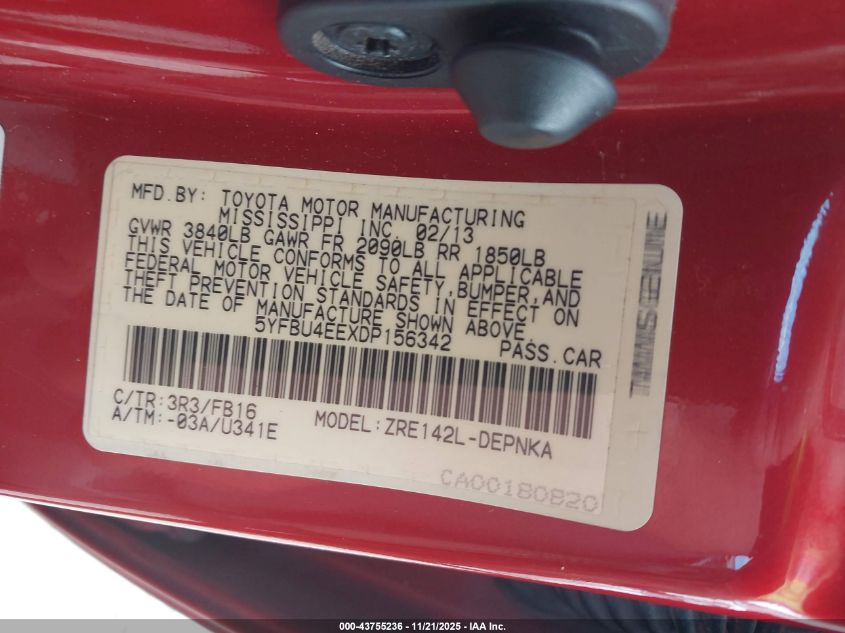 MFD.BY: TOYOTA MOTOR MANUFACTURING
MISSISSIPPI INC. 02/13
GVWR 3840LB GAWR FR 2090LB RR 1850LB
THIS VEHICLE CONFORMS TO ALL APPLICABLE
FEDERAL MOTOR VEHICLE SAFETY,BUMPER,AND
THEFT PREVENTION STANDARDS IN EFFECT ON
THE DATE OF MANUFACTURE SHOWN ABOVE.
5YFBU4EEXDP156342 PASS.CAR
C/TR:3R3/FB16
A/TM:-03A/U341E MODEL:ZRE142L-DEPNKA
CA00180820
000-43755236 - 11/21/2025 - IAA Inc.